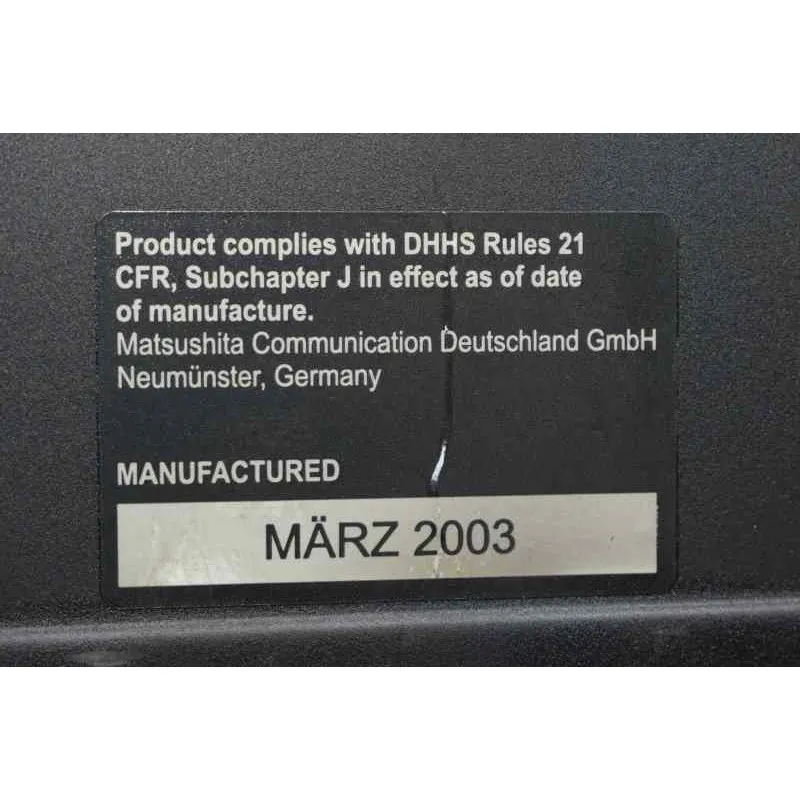 Product complies with DHHS Rules 21
CFR, Subchapter J in effect as of date
of manufacture.
Matsushita Communication Deutschland GmbH
Neumünster, Germany
MANUFACTURED
MÄRZ 2003